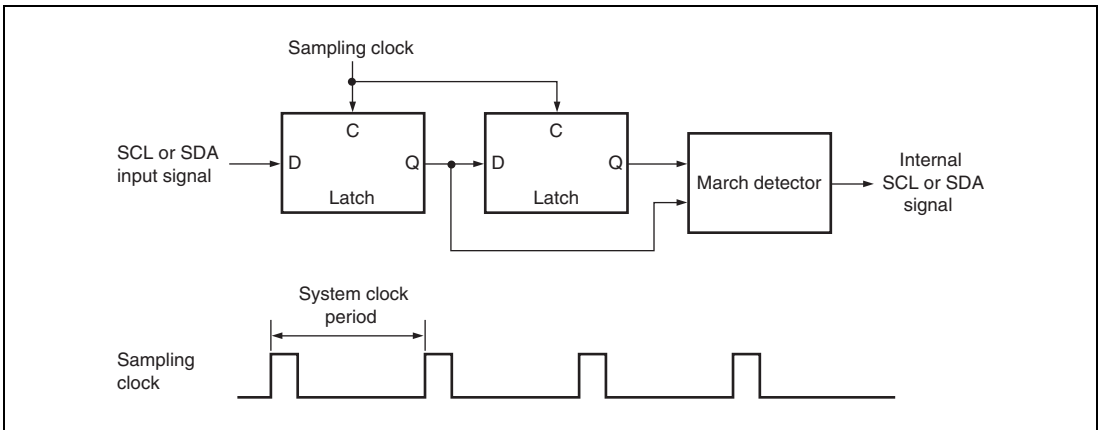 Sampling clock
C
C
SCL or SDA
input signal
D
Q
D
Q
Latch
Latch
March detector
Internal
SCL or SDA
signal
System clock
period
Sampling
clock